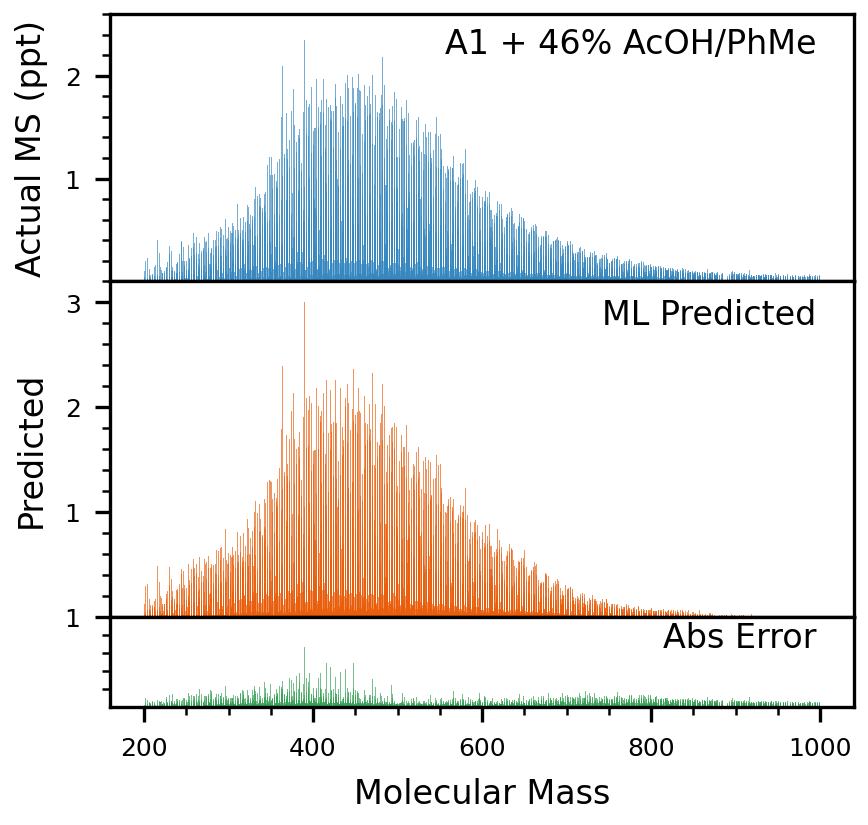 A1 + 46% AcOH/PhMe
Actual MS (ppt)
2
1
ML Predicted
Predicted
3
2
1
1
Abs Error
200 400 600 800 1000
Molecular Mass